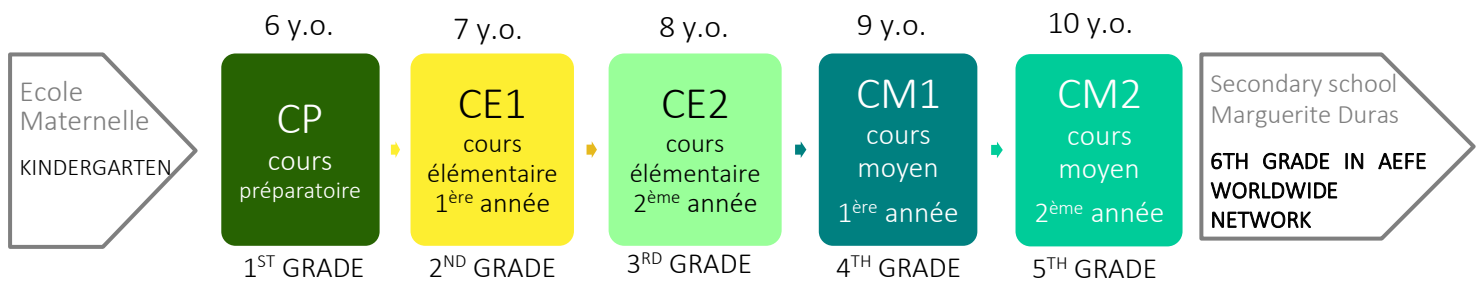 Ecole
Maternelle
KINDERGARTEN
6 y.o.
CP
cours
préparatoire
1ST GRADE
7 y.o.
CE1
cours
élémentaire
1ère année
2ND GRADE
8 y.o.
CE2
cours
élémentaire
2ème année
3RD GRADE
9 y.o.
CM1
cours
moyen
1ère année
4TH GRADE
10 y.o.
CM2
cours
moyen
2ème année
5TH GRADE
Secondary school
Marguerite Duras
6TH GRADE IN AEFE
WORLDWIDE
NETWORK